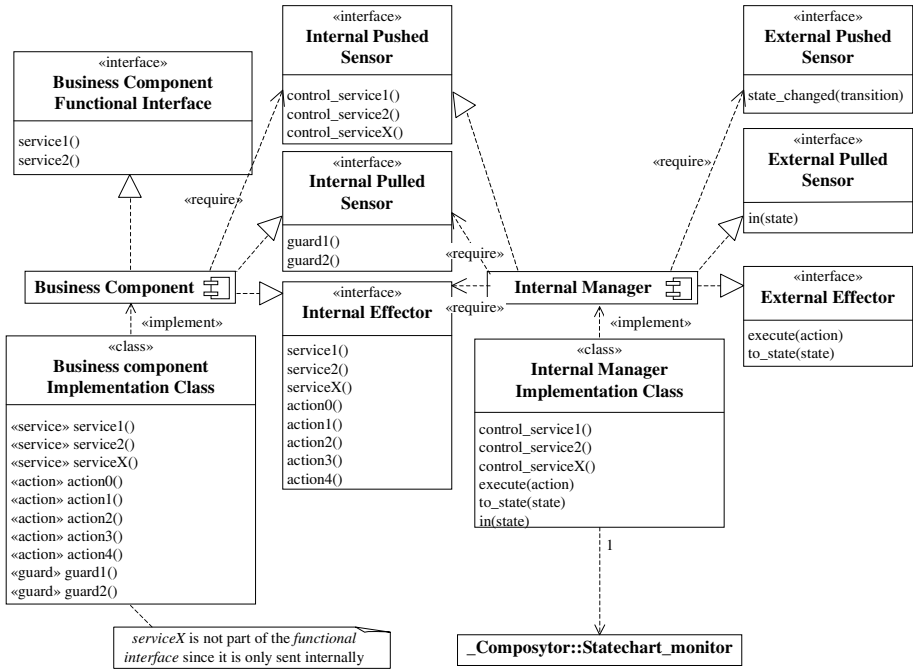 «interface»
Business Component
Functional Interface
service1()
service2()
«interface»
Internal Pushed
Sensor
control_service1()
control_service2()
control_serviceX()
«interface»
External Pushed
Sensor
state_changed(transition)
«interface»
Internal Pulled
Sensor
guard1()
guard2()
«interface»
External Pulled
Sensor
in(state)
«require»
«require»
«require»
«require»
Business Component
Internal Manager
«interface»
Internal Effector
service1()
service2()
serviceX()
action0()
action1()
action2()
action3()
action4()
«interface»
External Effector
execute(action)
to_state(state)
«implement»
«implement»
«class»
Business component
Implementation Class
«service» service1()
«service» service2()
«service» serviceX()
«action» action0()
«action» action1()
«action» action2()
«action» action3()
«action» action4()
«guard» guard1()
«guard» guard2()
«class»
Internal Manager
Implementation Class
control_service1()
control_service2()
control_serviceX()
execute(action)
to_state(state)
in(state)
1
serviceX is not part of the functional
interface since it is only sent internally
_Composytor::Statechart_monitor